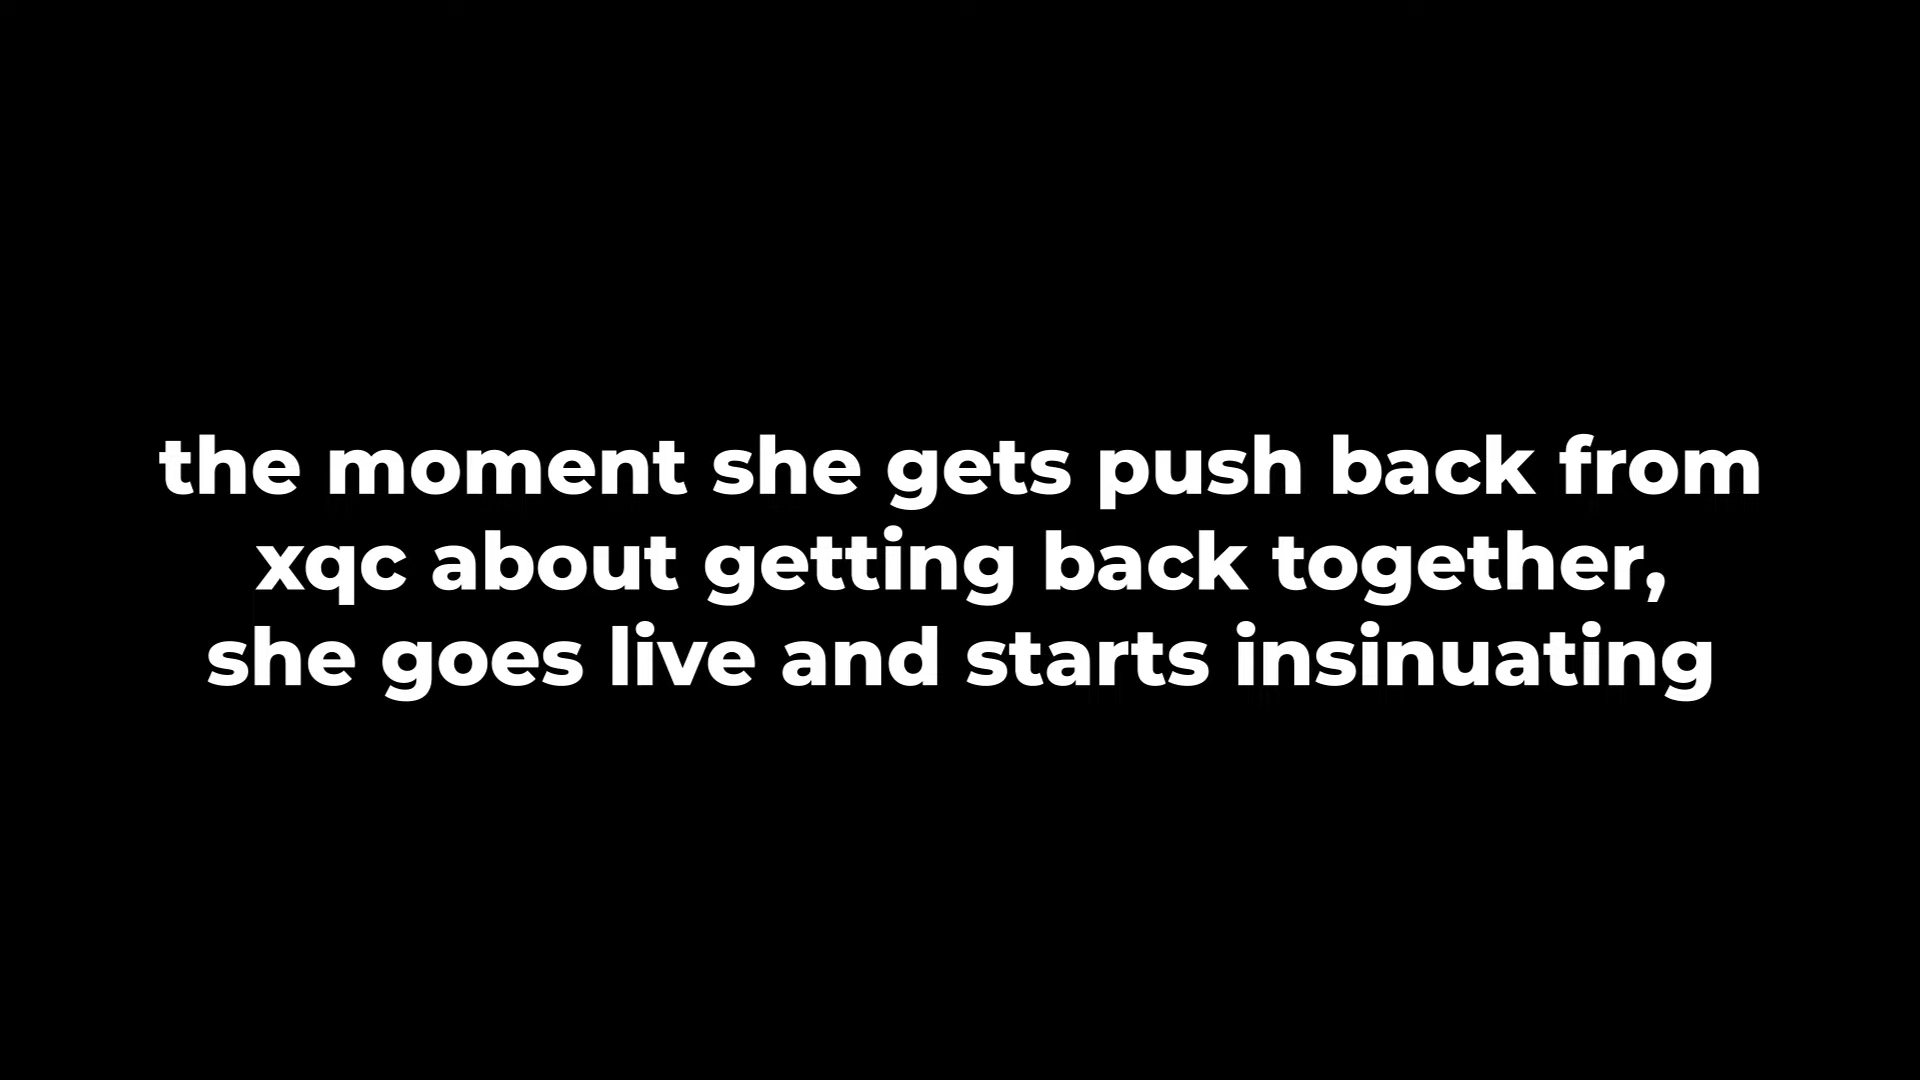 the moment she gets push back from
xqc about getting back together,
she goes live and starts insinuating